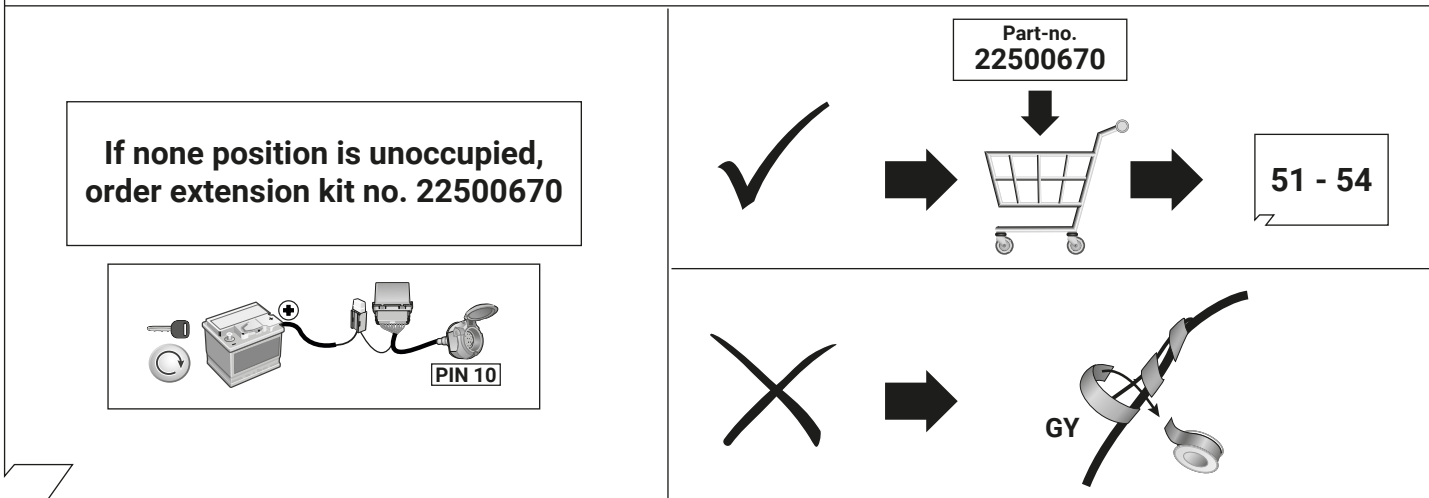 If none position is unoccupied,
order extension kit no. 22500670
PIN 10
Part-no.
22500670
51 - 54
GY